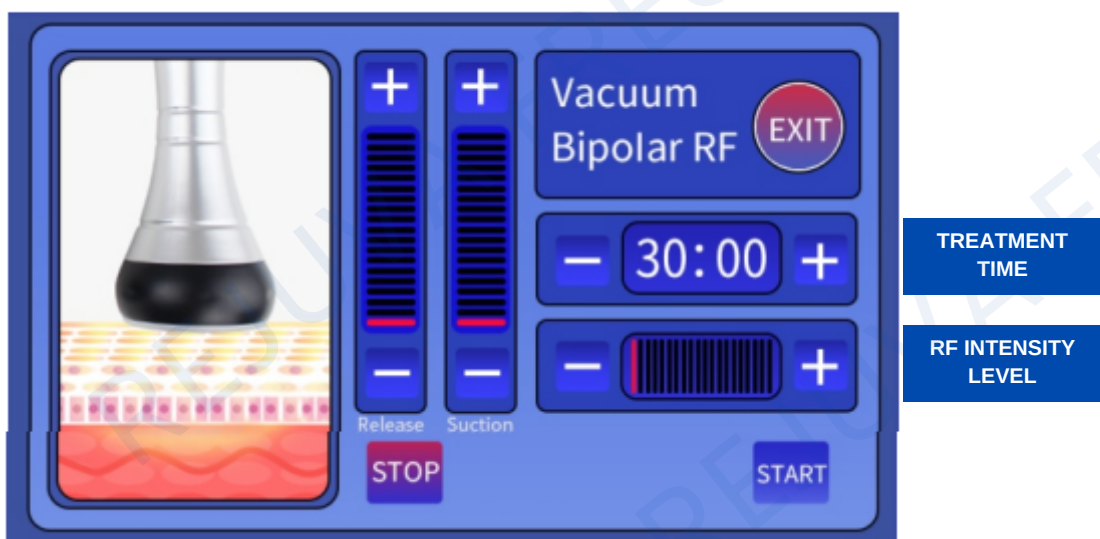 Vacuum
Bipolar RF
EXIT
30:00
TREATMENT
TIME
RF INTENSITY
LEVEL
Release
Suction
STOP
START